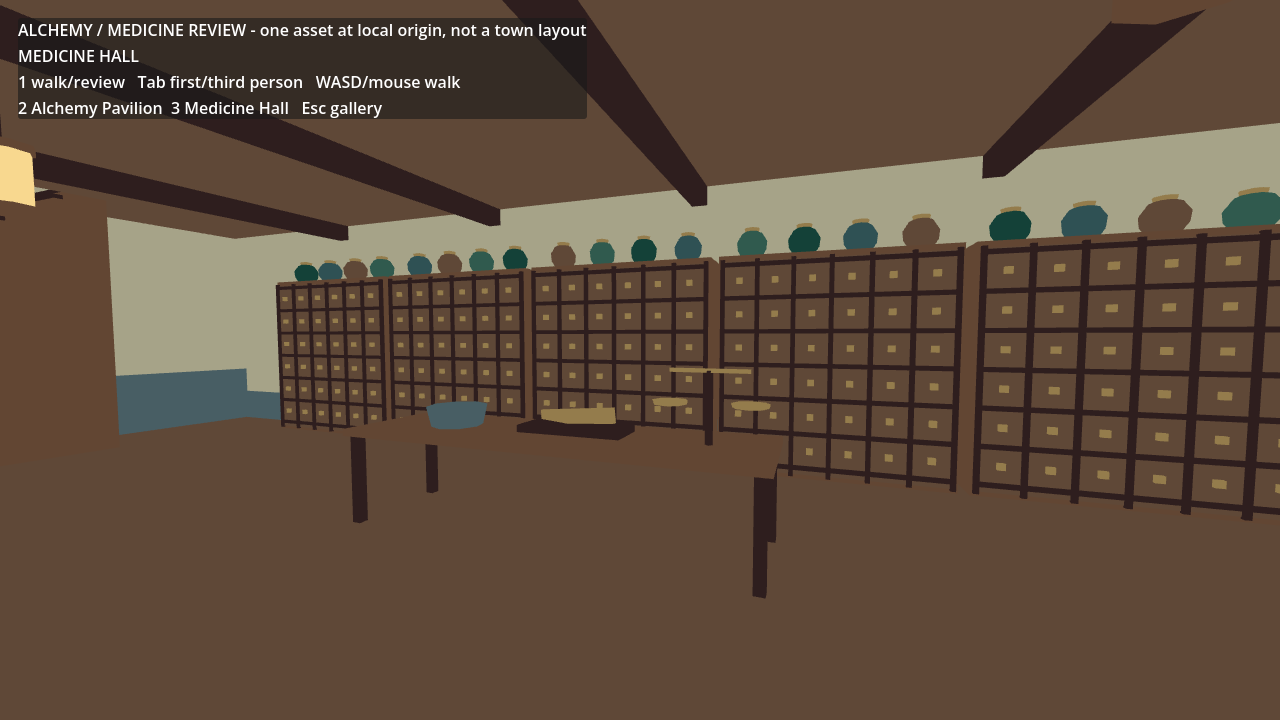 ALCHEMY / MEDICINE REVIEW - one asset at local origin, not a town layout
MEDICINE HALL
1 walk/review   Tab first/third person   WASD/mouse walk
2 Alchemy Pavilion  3 Medicine Hall   Esc gallery